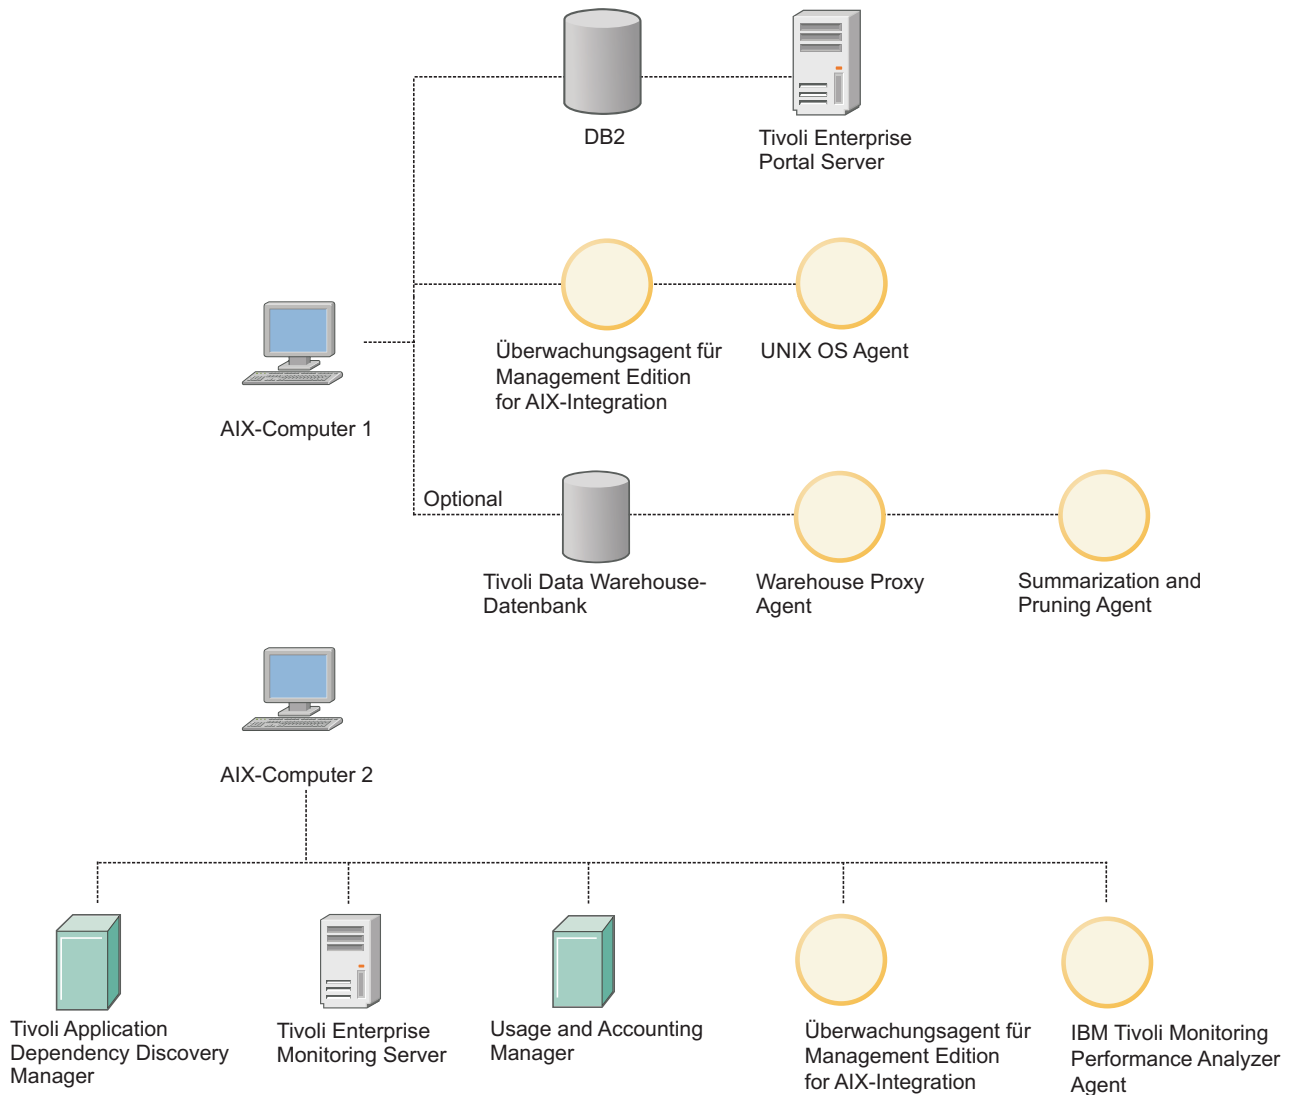 DB2
Tivoli Enterprise
Portal Server
Überwachungsagent für
Management Edition
for AIX-Integration
UNIX OS Agent
AIX-Computer 1
Optional
Tivoli Data Warehouse-
Datenbank
Warehouse Proxy
Agent
Summarization and
Pruning Agent
AIX-Computer 2
Tivoli Application
Dependency Discovery
Manager
Tivoli Enterprise
Monitoring Server
Usage and Accounting
Manager
Überwachungsagent für
Management Edition
for AIX-Integration
IBM Tivoli Monitoring
Performance Analyzer
Agent